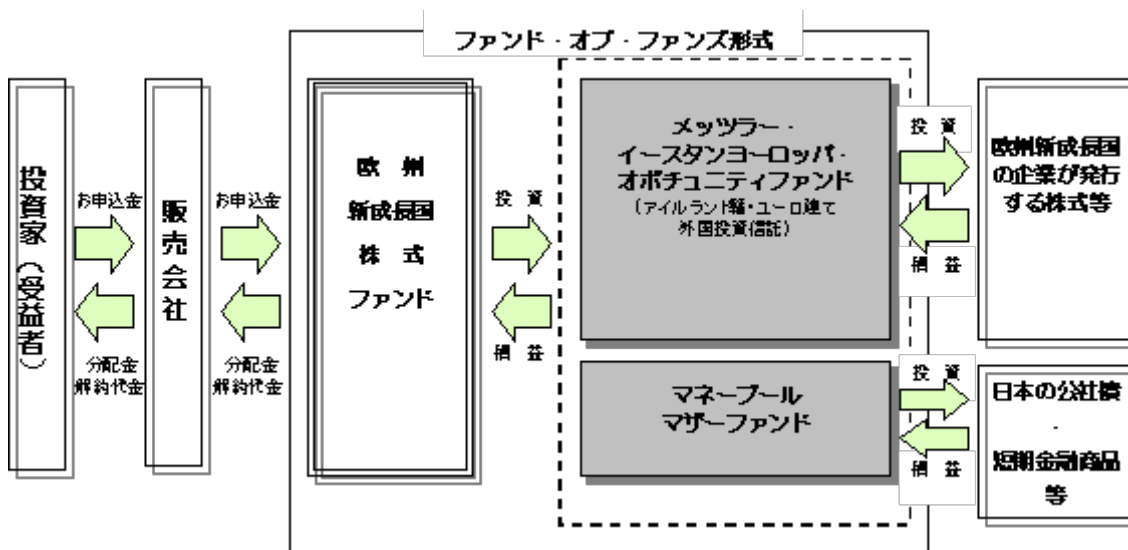 ファンド・オブ・ファンズ形式
投資家（受益者）
お申込金
分配金
解約代金
販売会社
お申込金
分配金
解約代金
欧州
新成長国
株式
ファンド
投資
損益
メッツラー・
イースタンヨーロッパ・
オポチュニティファンド
（アイルランド籍・ユーロ建て
外国投資信託）
マネープール
マザーファンド
投資
損益
投資
損益
欧州新成長国
の企業が発行
する株式等
日本の公社債
・
短期金融商品
等